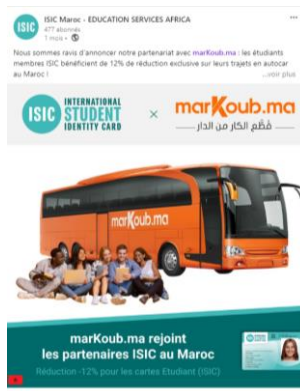 ISIC Maroc - EDUCATION SERVICES AFRICA
477 abonnés
1 mois •
Nous sommes ravis d'annoncer notre partenariat avec marKoub.ma : les étudiants
membres ISIC bénéficient de 12% de réduction exclusive sur leurs trajets en autocar
au Maroc !
...voir plus
ISIC
INTERNATIONAL
STUDENT
IDENTITY CARD
×
marKoub.ma
قطّع الكار من الدار
marKoub.ma
marKoub.ma rejoint
les partenaires ISIC au Maroc
Réduction -12% pour les cartes Etudiant (ISIC)